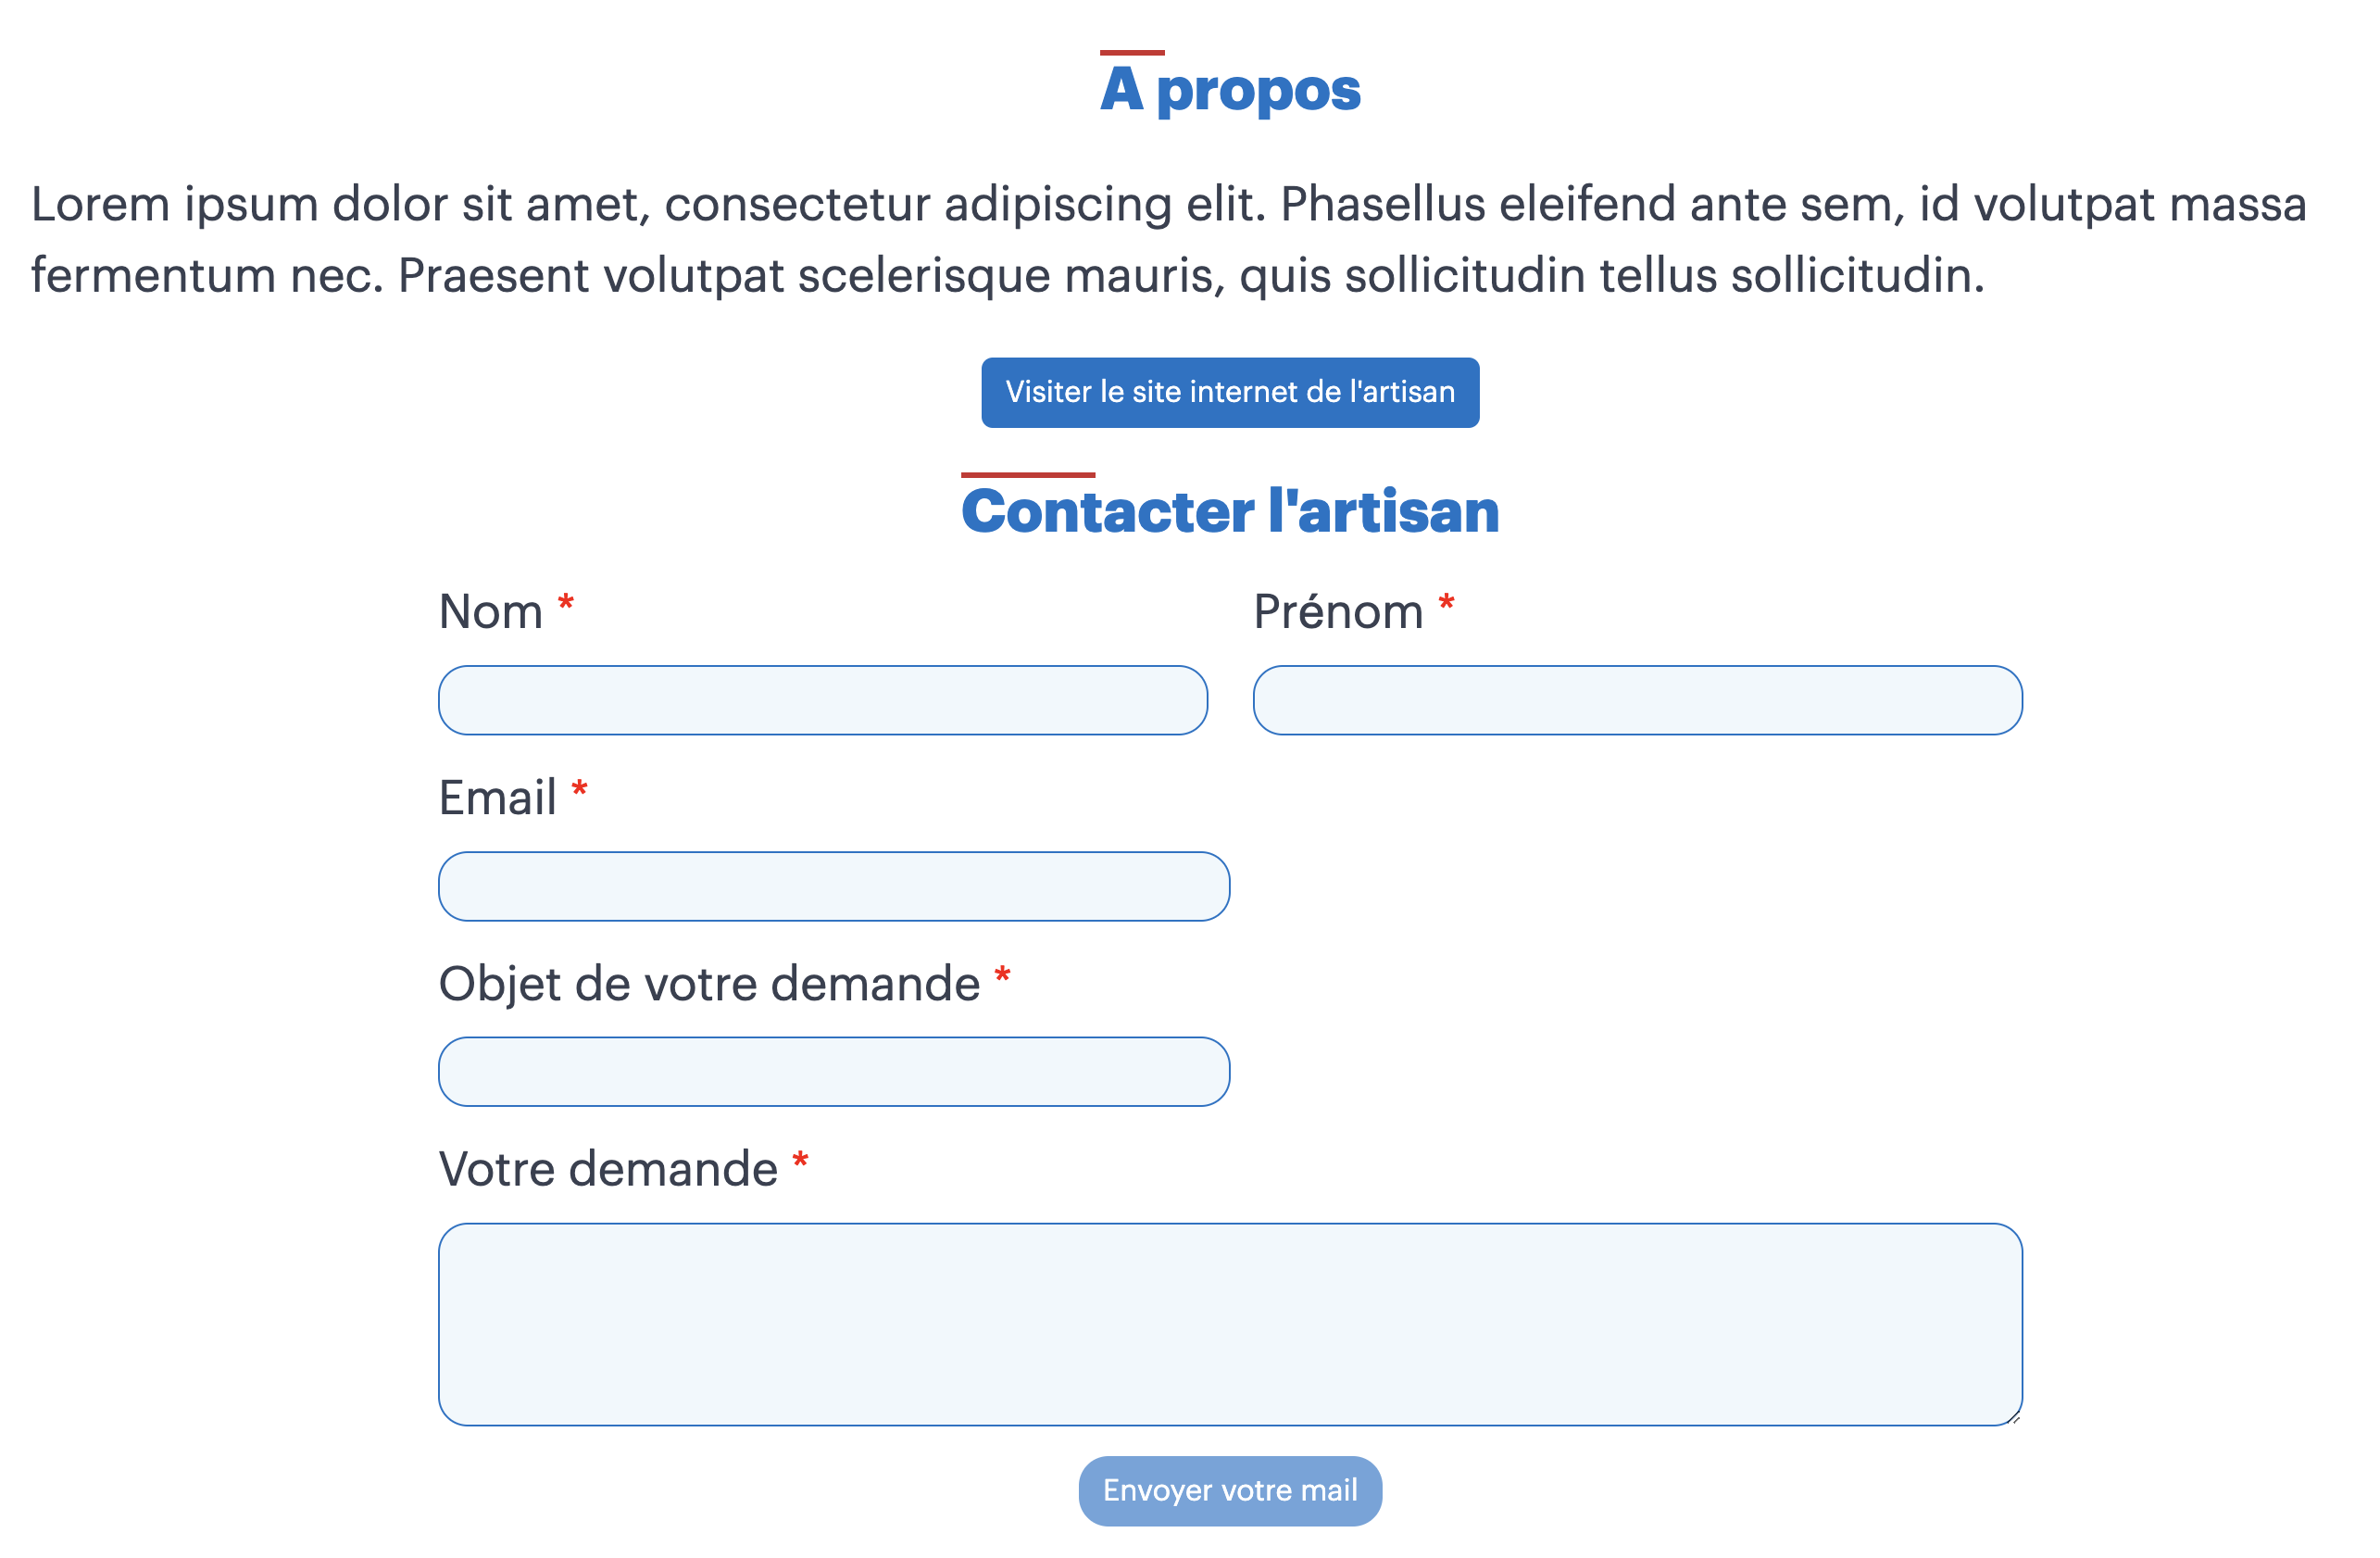 A propos
Lorem ipsum dolor sit amet, consectetur adipiscing elit. Phasellus eleifend ante sem, id volutpat massa
fermentum nec. Praesent volutpat scelerisque mauris, quis sollicitudin tellus sollicitudin.
Visiter le site internet de l'artisan
Contacter l'artisan
Nom * Prénom *
Email *
Objet de votre demande *
Votre demande *
Envoyer votre mail